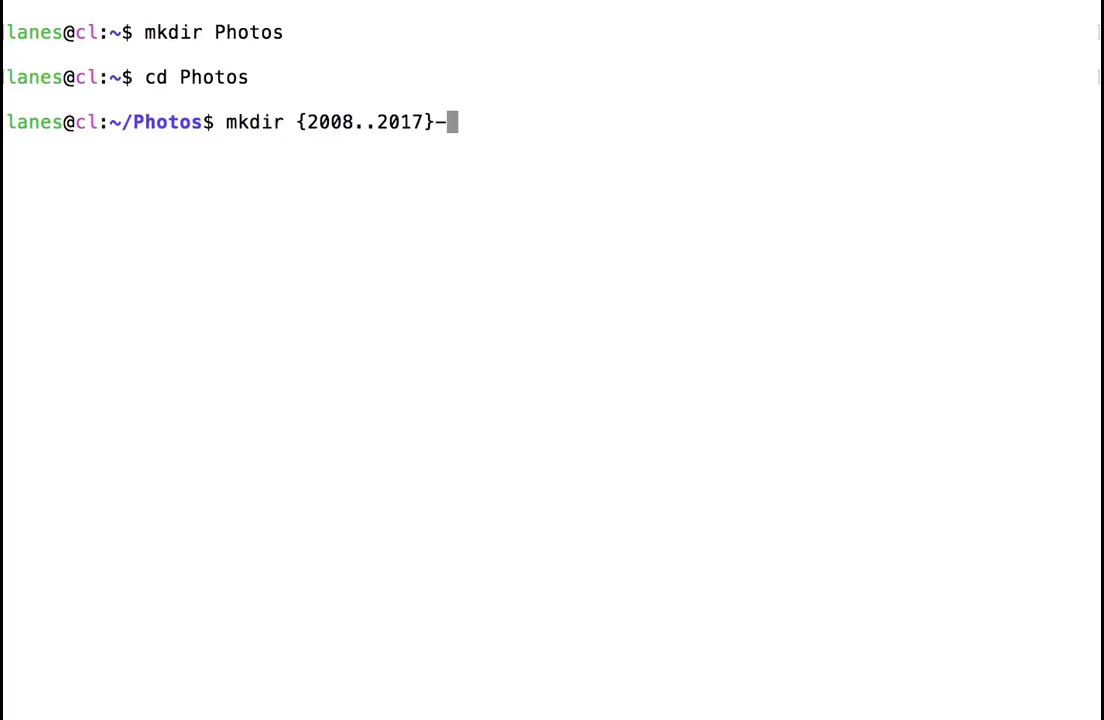 lanes@cl:~$ mkdir Photos
lanes@cl:~$ cd Photos
lanes@cl:~/Photos$ mkdir {2008..2017}-